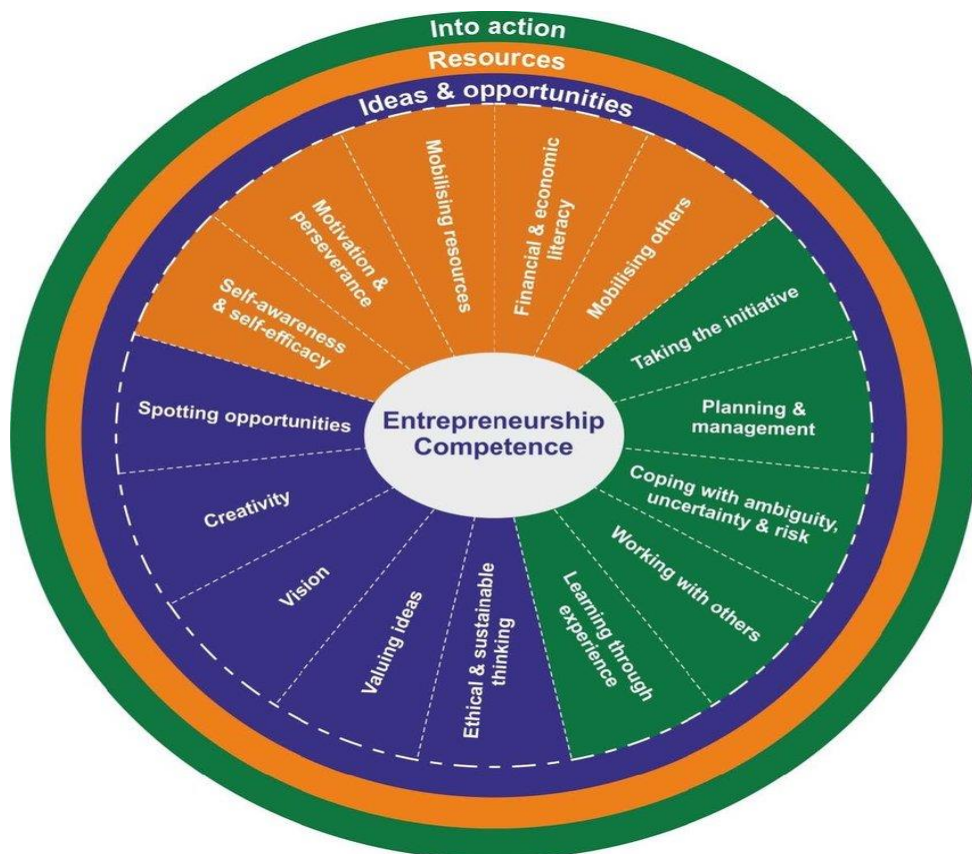 Into action
Resources
Ideas & opportunities
Self-awareness
& self-efficacy
Motivation &
perseverance
Mobilising resources
Financial & economic
literacy
Mobilising others
Taking the initiative
Planning &
management
Coping with ambiguity,
uncertainty & risk
Working with others
Learning through
experience
Ethical & sustainable
thinking
Valuing ideas
Vision
Creativity
Spotting opportunities
Entrepreneurship
Competence